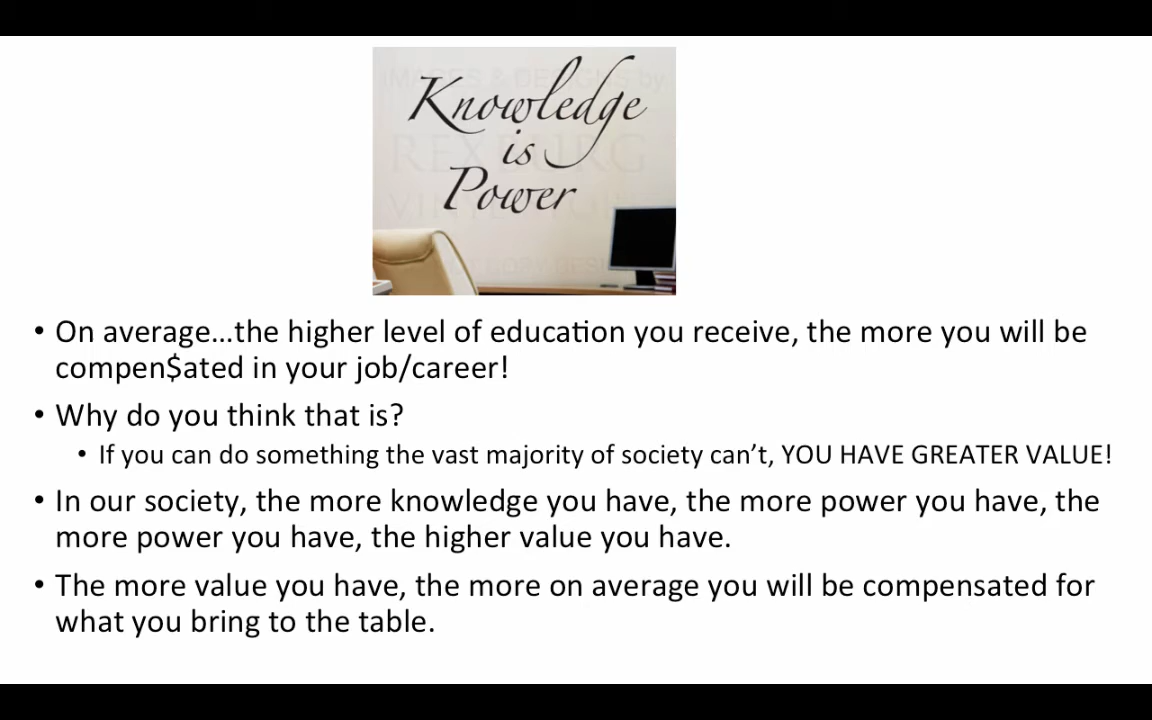 Knowledge
is
Power
• On average...the higher level of education you receive, the more you will be
compen$ated in your job/career!
• Why do you think that is?
• If you can do something the vast majority of society can't, YOU HAVE GREATER VALUE!
• In our society, the more knowledge you have, the more power you have, the
more power you have, the higher value you have.
• The more value you have, the more on average you will be compensated for
what you bring to the table.